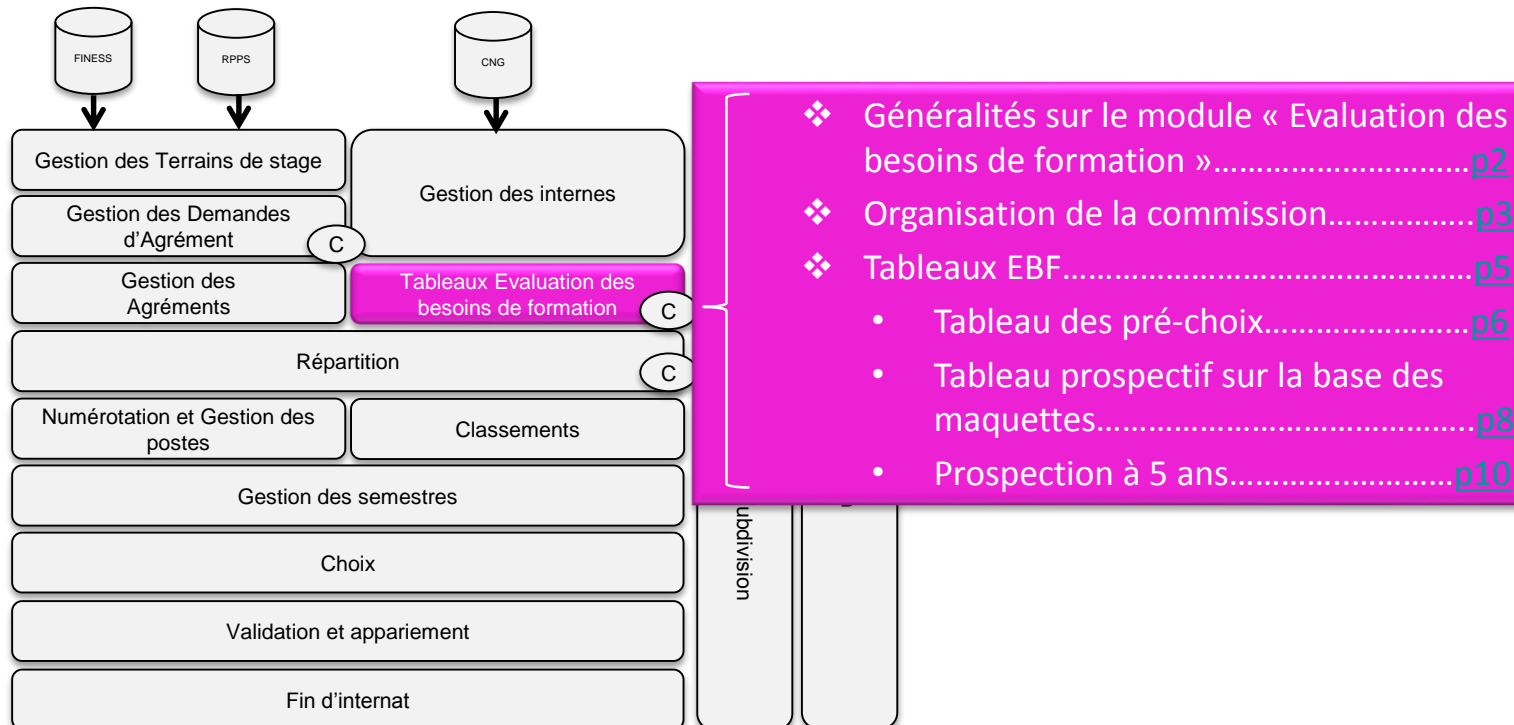 FINESS
RPPS
CNG
Gestion des Terrains de stage
Gestion des internes
Gestion des Demandes
d'Agrément
C
Gestion des
Agréments
Tableaux Evaluation des
besoins de formation
C
Répartition
C
Numérotation et Gestion des
postes
Classements
Gestion des semestres
Choix
Validation et appariement
Fin d'internat
ubdivision
❖ Généralités sur le module « Evaluation des
besoins de formation »…………………………p2
❖ Organisation de la commission……………..p3
❖ Tableaux EBF……………………………………….p5
• Tableau des pré-choix……………………p6
• Tableau prospectif sur la base des
maquettes……………………………………..p8
• Prospection à 5 ans…………..…………p10